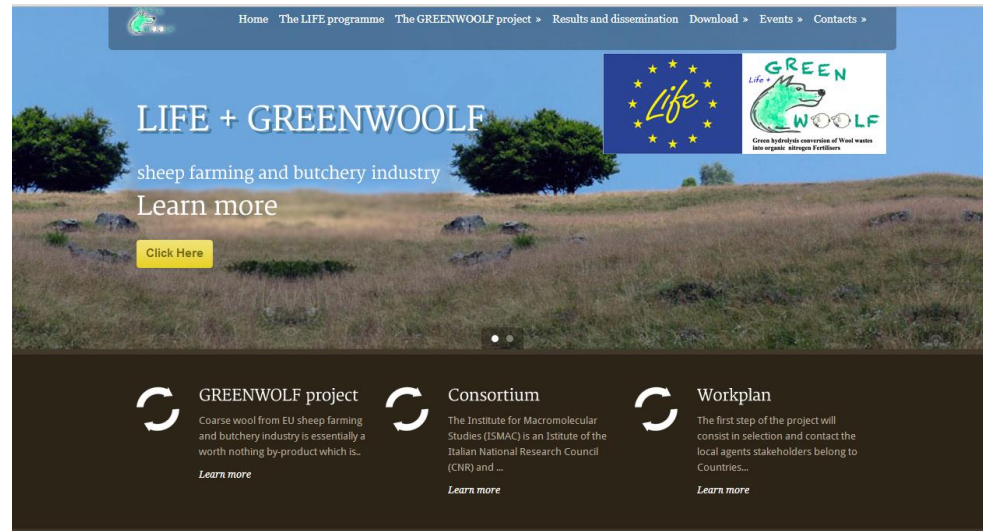 Home The LIFE programme The GREENWOOLF project » Results and dissemination Download » Events » Contacts »
Life
Life +
GREEN
WOOLF
Green hydrolysis conversion of Wool wastes
into organic nitrogen Fertilisers
LIFE + GREENWOOLF
sheep farming and butchery industry
Learn more
Click Here
GREENWOLF project
Coarse wool from EU sheep farming
and butchery industry is essentially a
worth nothing by-product which is..
Learn more
Consortium
The Institute for Macromolecular
Studies (ISMAC) is an Istitute of the
Italian National Research Council
(CNR) and ...
Learn more
Workplan
The first step of the project will
consist in selection and contact the
local agents stakeholders belong to
Countries...
Learn more